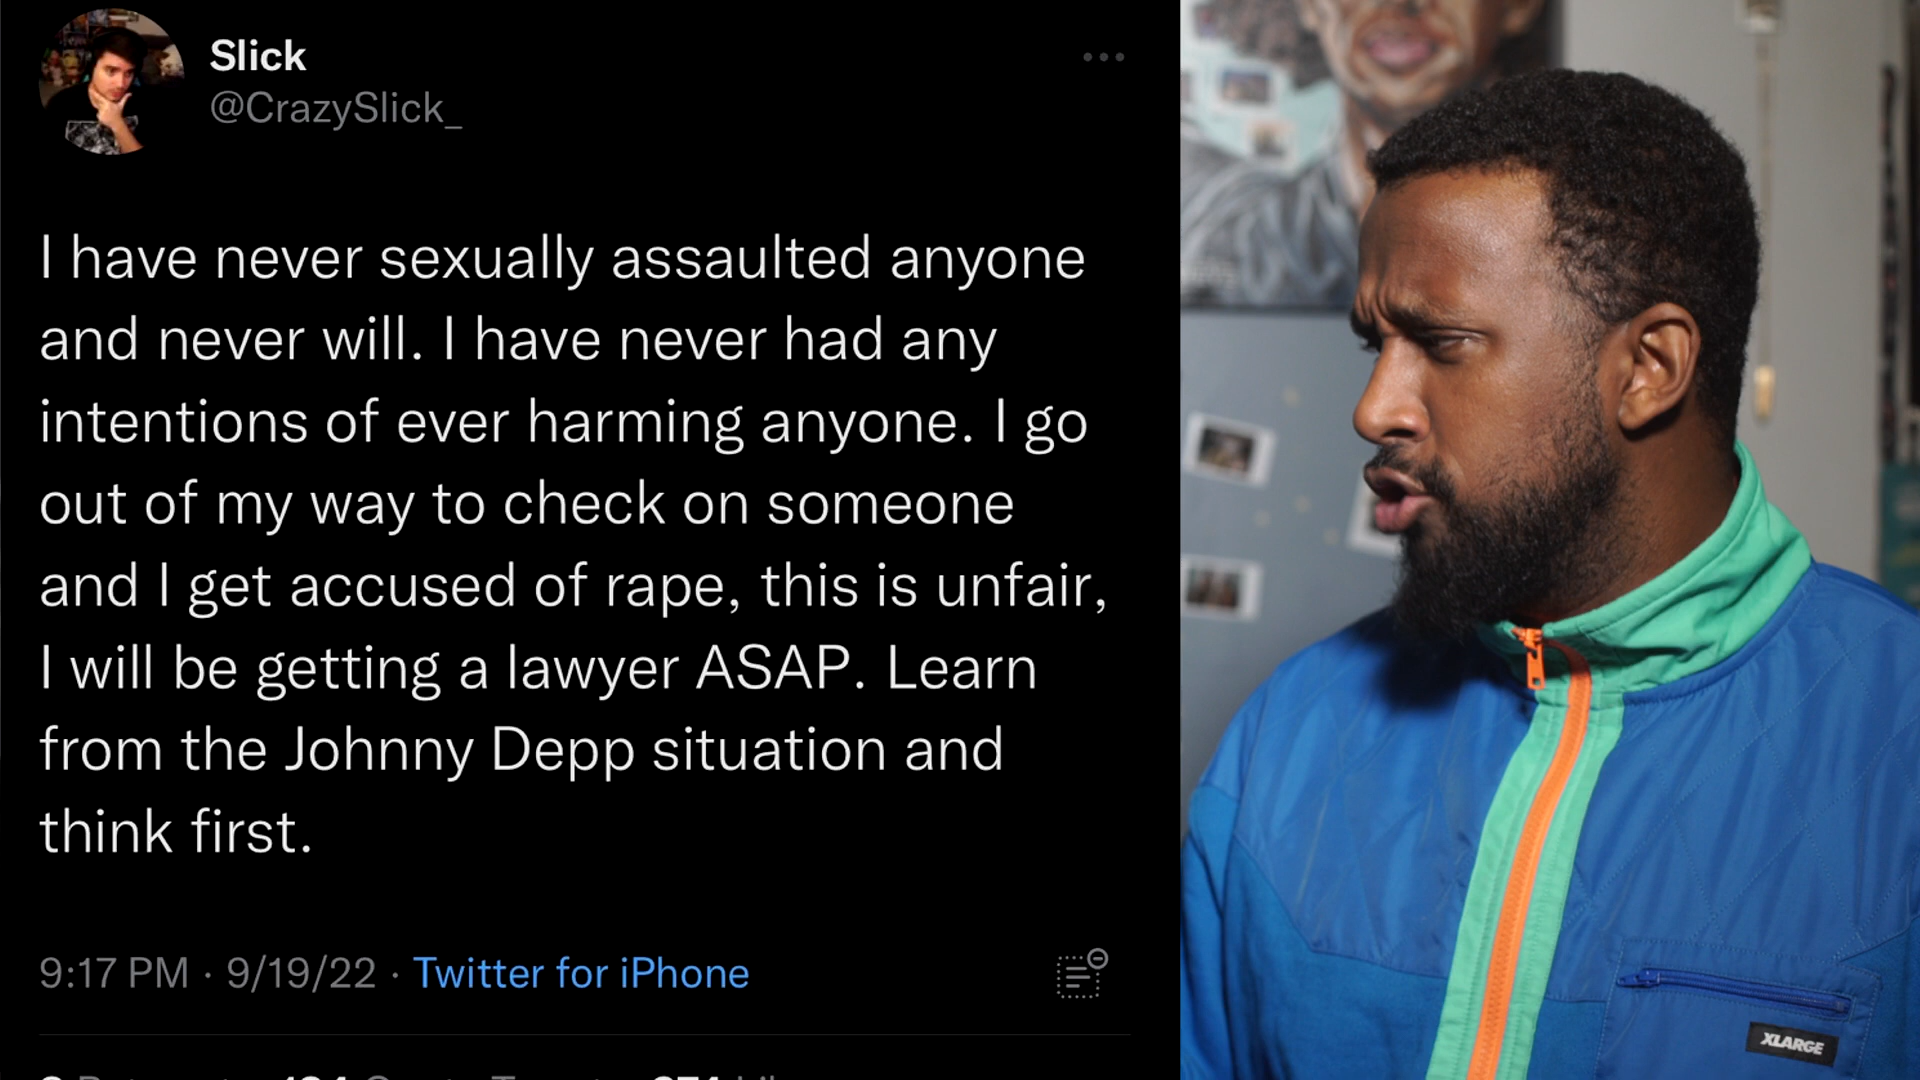 Slick
@CrazySlick_
I have never sexually assaulted anyone
and never will. I have never had any
intentions of ever harming anyone. I go
out of my way to check on someone
and I get accused of rape, this is unfair,
I will be getting a lawyer ASAP. Learn
from the Johnny Depp situation and
think first.
9:17 PM · 9/19/22 · Twitter for iPhone
XLARGE